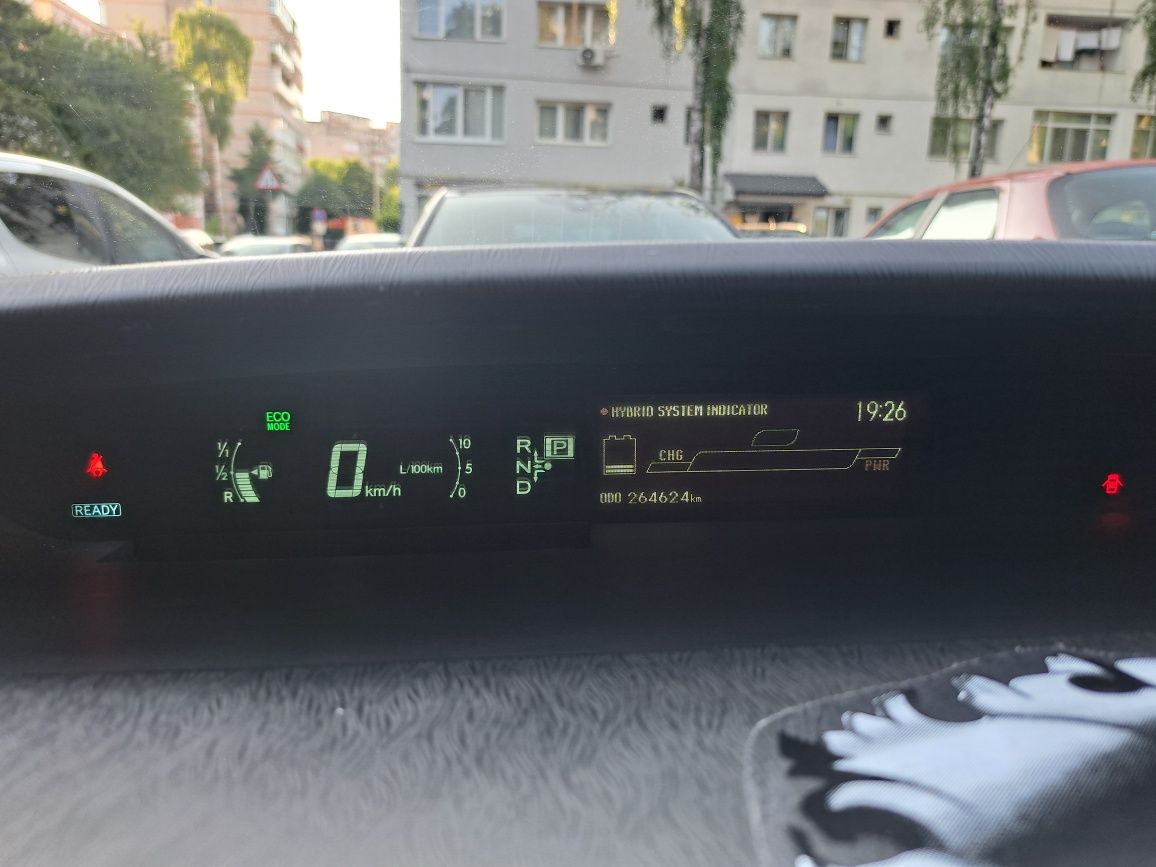 ECO
MODE
1/1
1/2
R
0
km/h
L/100km
10
5
0
R
N
D
P
READY
HYBRID SYSTEM INDICATOR
19:26
CHG
PWR
ODO 264624km